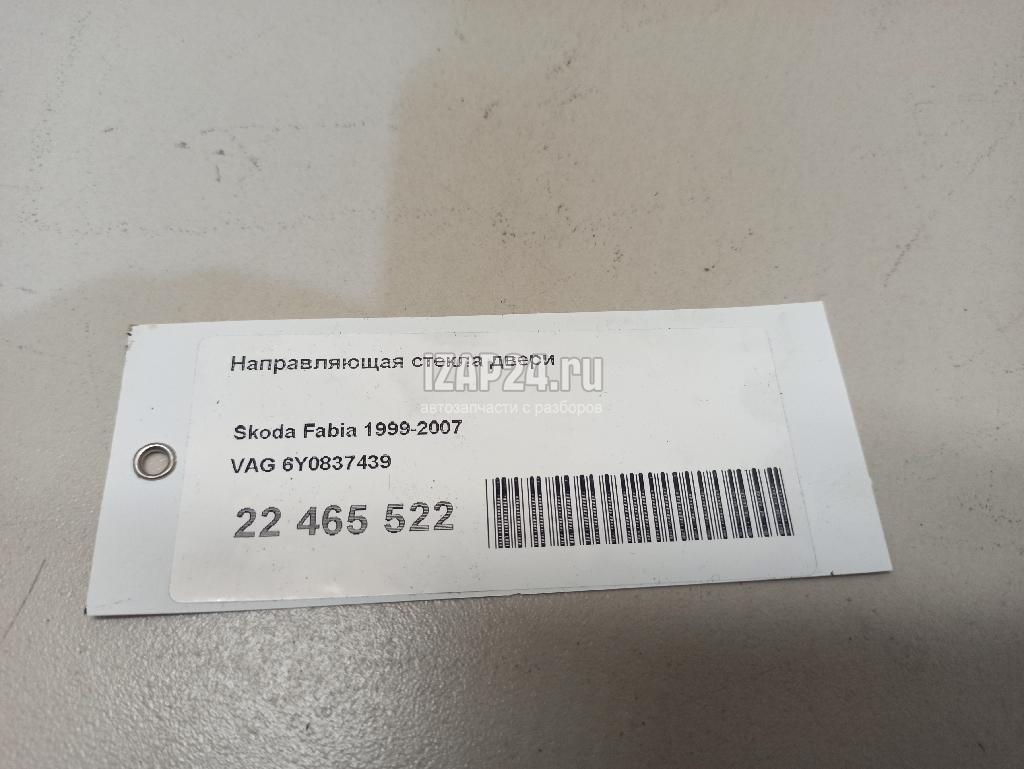 Направляющая стекла двери
iZAP24.ru
автозапчасти с разборов
Skoda Fabia 1999-2007
VAG 6Y0837439
22 465 522